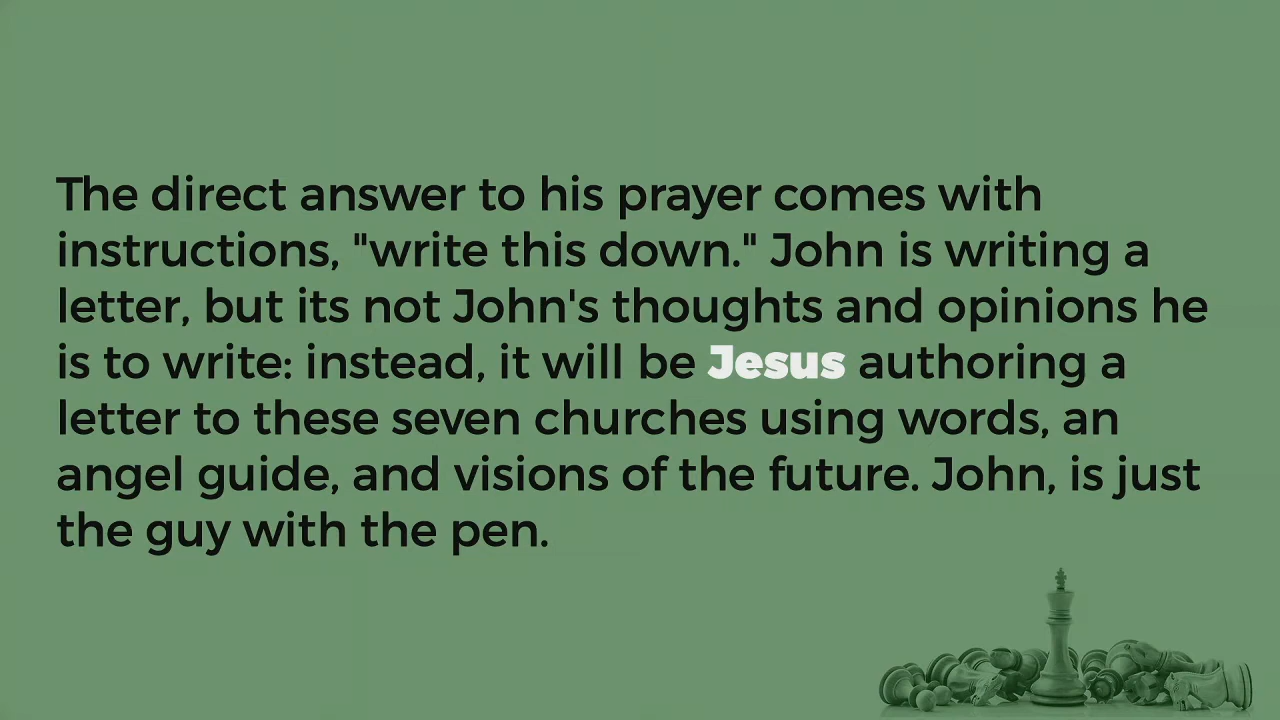 The direct answer to his prayer comes with
instructions, "write this down." John is writing a
letter, but its not John's thoughts and opinions he
is to write: instead, it will be Jesus authoring a
letter to these seven churches using words, an
angel guide, and visions of the future. John, is just
the guy with the pen.